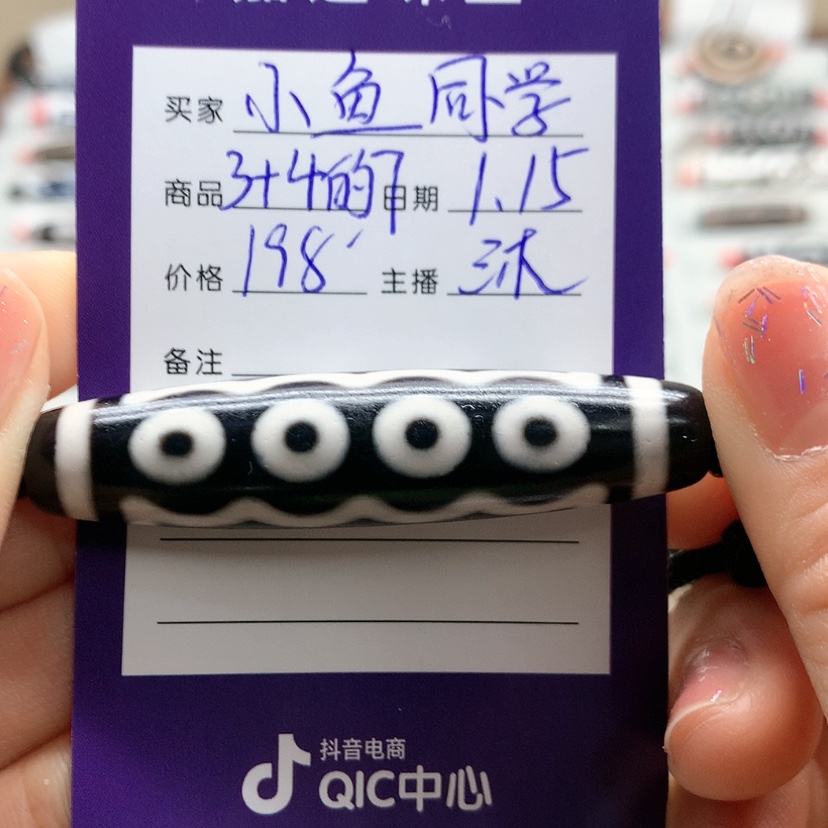 买家 小鱼同学
商品 3+4的7 日期 1.15
价格 198 主播 沐
备注
抖音电商
QIC中心